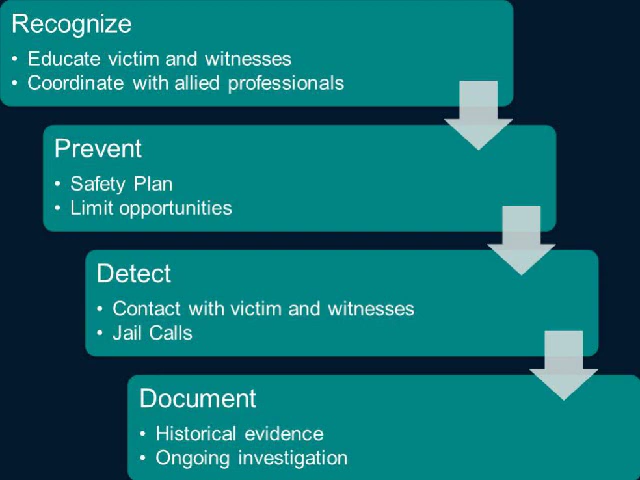 Recognize
• Educate victim and witnesses
• Coordinate with allied professionals
Prevent
• Safety Plan
• Limit opportunities
Detect
• Contact with victim and witnesses
• Jail Calls
Document
• Historical evidence
• Ongoing investigation